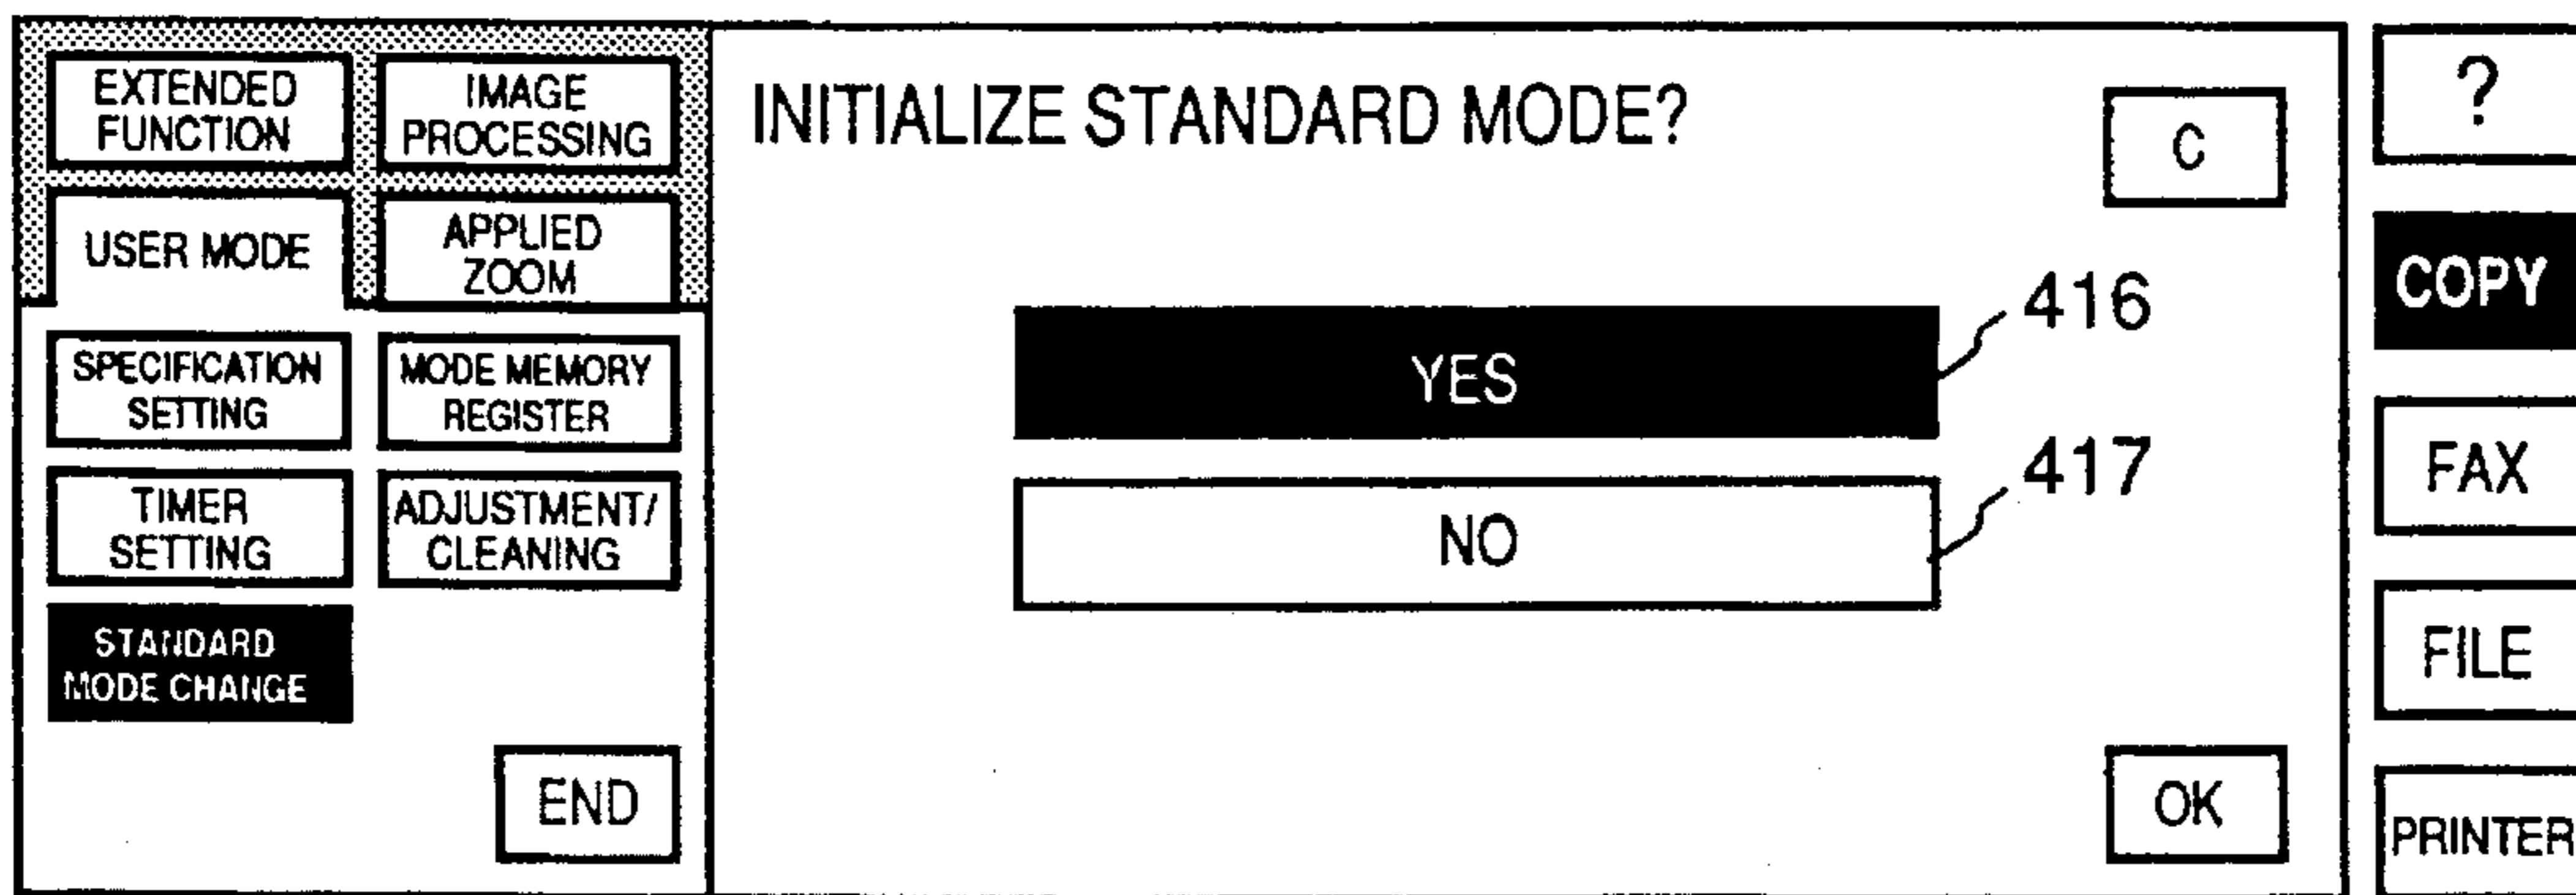 EXTENDED
FUNCTION
IMAGE
PROCESSING
USER MODE
APPLIED
ZOOM
SPECIFICATION
SETTING
MODE MEMORY
REGISTER
TIMER
SETTING
ADJUSTMENT/
CLEANING
STANDARD
MODE CHANGE
END
INITIALIZE STANDARD MODE?
C
YES
416
NO
417
OK
?
COPY
FAX
FILE
PRINTER